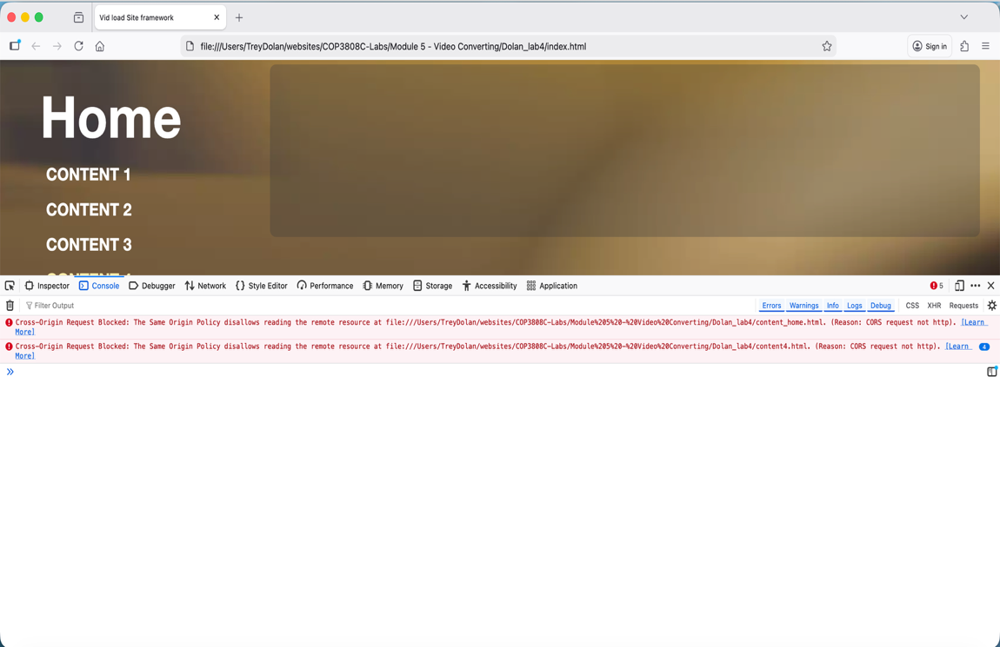 Vid load Site framework
file:///Users/TreyDolan/websites/COP3808C-Labs/Module 5 - Video Converting/Dolan_lab4/index.html
Sign in
Home
CONTENT 1
CONTENT 2
CONTENT 3
Inspector Console Debugger Network Style Editor Performance Memory Storage Accessibility Application 5
Filter Output Errors Warnings Info Logs Debug CSS XHR Requests
Cross-Origin Request Blocked: The Same Origin Policy disallows reading the remote resource at file:///Users/TreyDolan/websites/COP3808C-Labs/Module%205%20-%20Video%20Converting/Dolan_lab4/content_home.html. (Reason: CORS request not http). [Learn
More]
Cross-Origin Request Blocked: The Same Origin Policy disallows reading the remote resource at file:///Users/TreyDolan/websites/COP3808C-Labs/Module%205%20-%20Video%20Converting/Dolan_lab4/content4.html. (Reason: CORS request not http). [Learn 4
More]